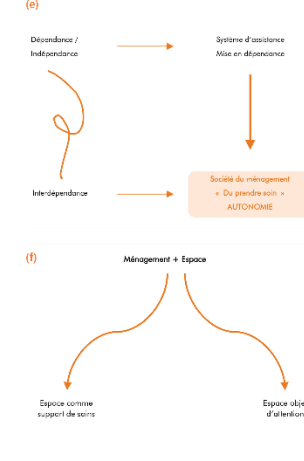 (e)
Dépendance /
Indépendance
Système d'assistance
Mise en dépendance
Interdépendance
Société du ménagement
« Du prendre soin »
AUTONOMIE
(f)
Ménagement + Espace
Espace comme
support de soins
Espace obje
d'attention